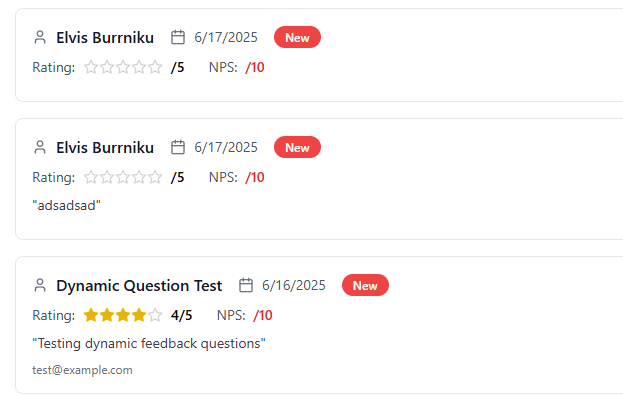 Elvis Burrniku 6/17/2025 New
Rating: /5 NPS: /10
Elvis Burrniku 6/17/2025 New
Rating: /5 NPS: /10
"adsadsad"
Dynamic Question Test 6/16/2025 New
Rating: 4/5 NPS: /10
"Testing dynamic feedback questions"
test@example.com